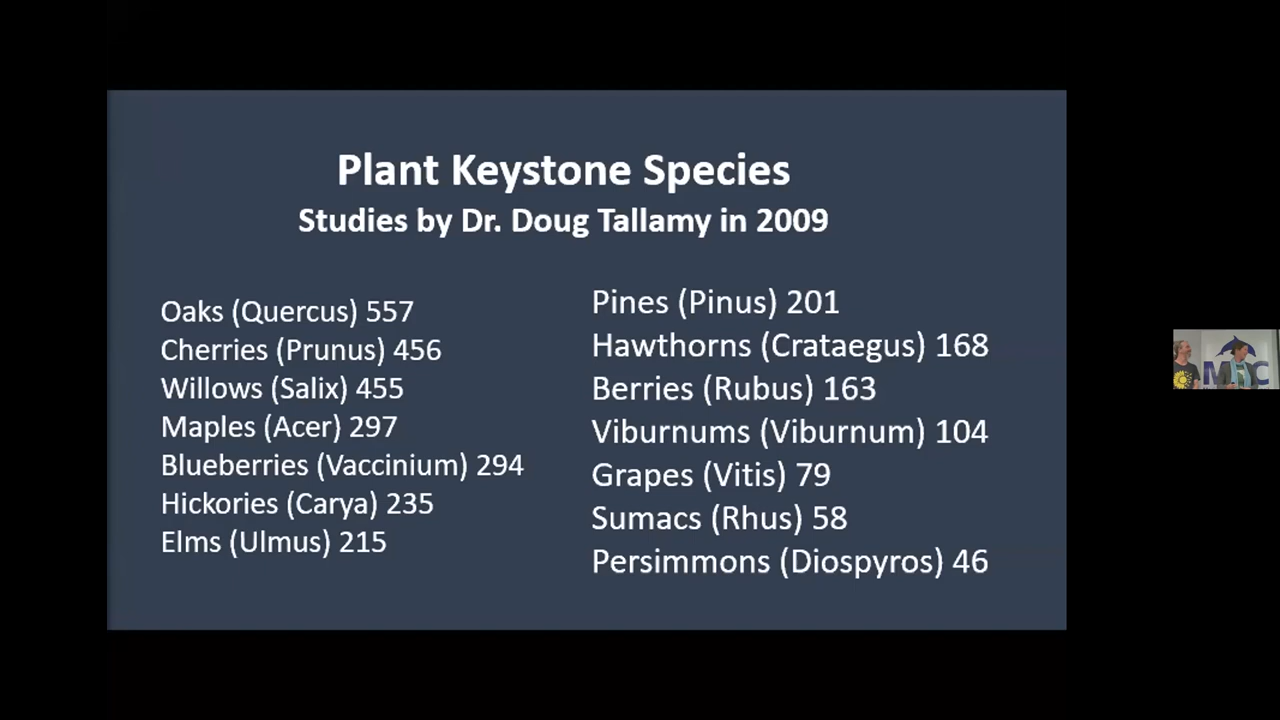 Plant Keystone Species
Studies by Dr. Doug Tallamy in 2009
Oaks (Quercus) 557
Cherries (Prunus) 456
Willows (Salix) 455
Maples (Acer) 297
Blueberries (Vaccinium) 294
Hickories (Carya) 235
Elms (Ulmus) 215
Pines (Pinus) 201
Hawthorns (Crataegus) 168
Berries (Rubus) 163
Viburnums (Viburnum) 104
Grapes (Vitis) 79
Sumacs (Rhus) 58
Persimmons (Diospyros) 46